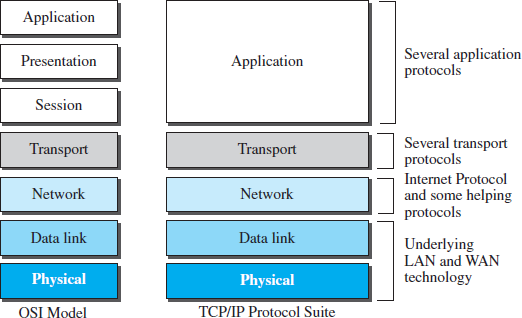 Application
Presentation
Session
Transport
Network
Data link
Physical
OSI Model
Application
Transport
Network
Data link
Physical
TCP/IP Protocol Suite
Several application
protocols
Several transport
protocols
Internet Protocol
and some helping
protocols
Underlying
LAN and WAN
technology